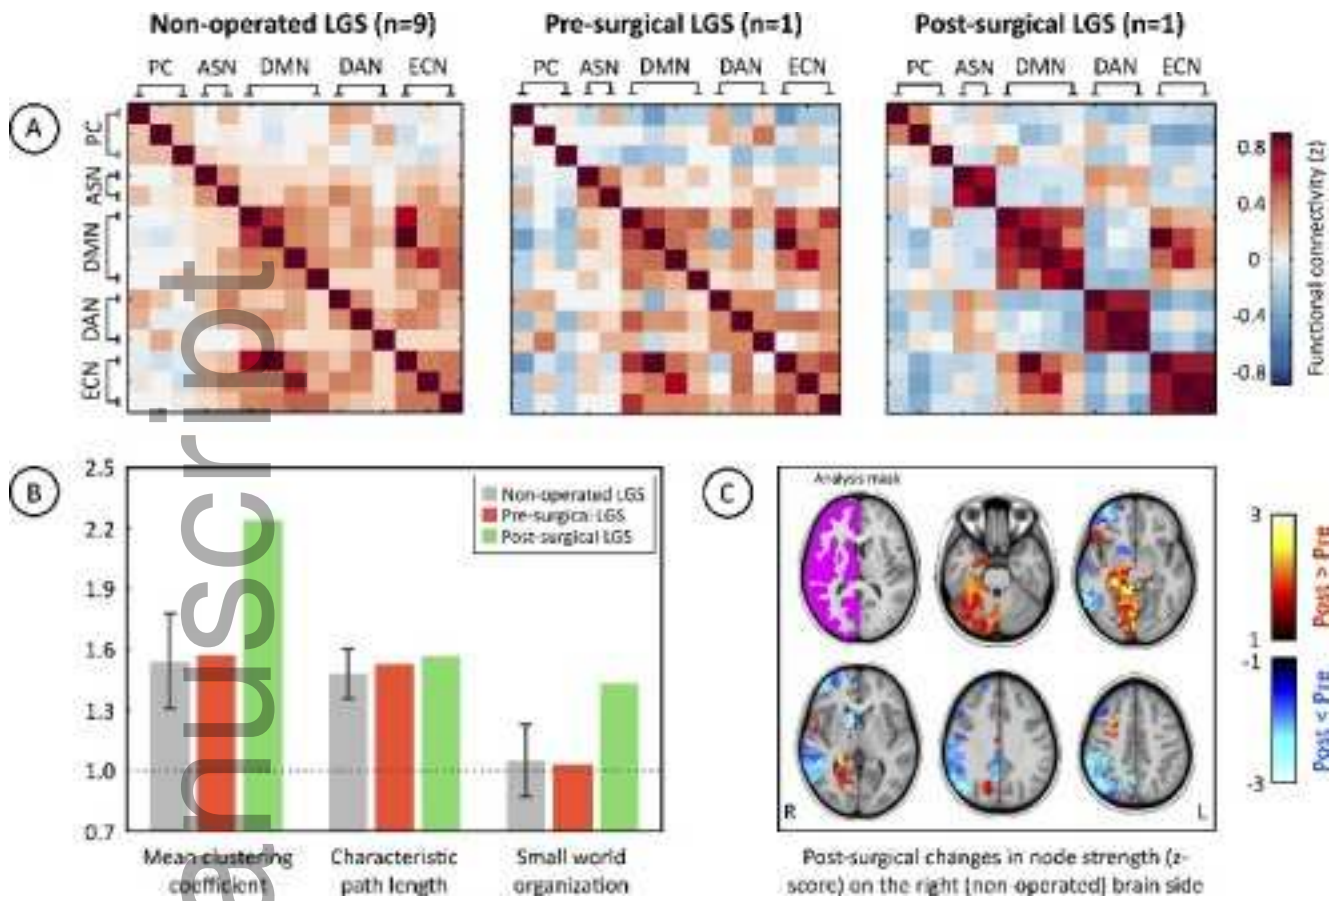 Non-operated LGS (n=9)
Pre-surgical LGS (n=1)
Post-surgical LGS (n=1)
PC ASN DMN DAN ECN
PC ASN DMN DAN ECN
PC ASN DMN DAN ECN
A
PC
ASN
DMN
DAN
ECN
0.8
0.4
0
-0.4
-0.8
Functional connectivity (z)
anuscript
B
2.5
2.2
1.9
1.6
1.3
1.0
0.7
Non-operated LGS
Pre-surgical LGS
Post-surgical LGS
Mean clustering
coefficient
Characteristic
path length
Small world
organization
C
Analysis mask
R
L
3
1
-1
-3
Post > Pre
Post < Pre
Post-surgical changes in node strength (z-
score) on the right (non-operated) brain side